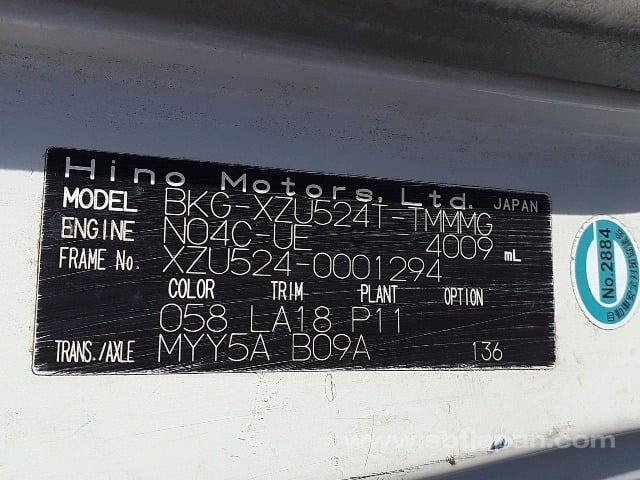 Hino Motors, Ltd. JAPAN
MODEL BKG-XZU524T-TMMMG
ENGINE N04C-UE 4009 mL
FRAME No. XZU524-0001294
COLOR TRIM PLANT OPTION
058 LA18 P11
TRANS./AXLE MYY5A B09A 136
No.2884
www.sbtjapan.com